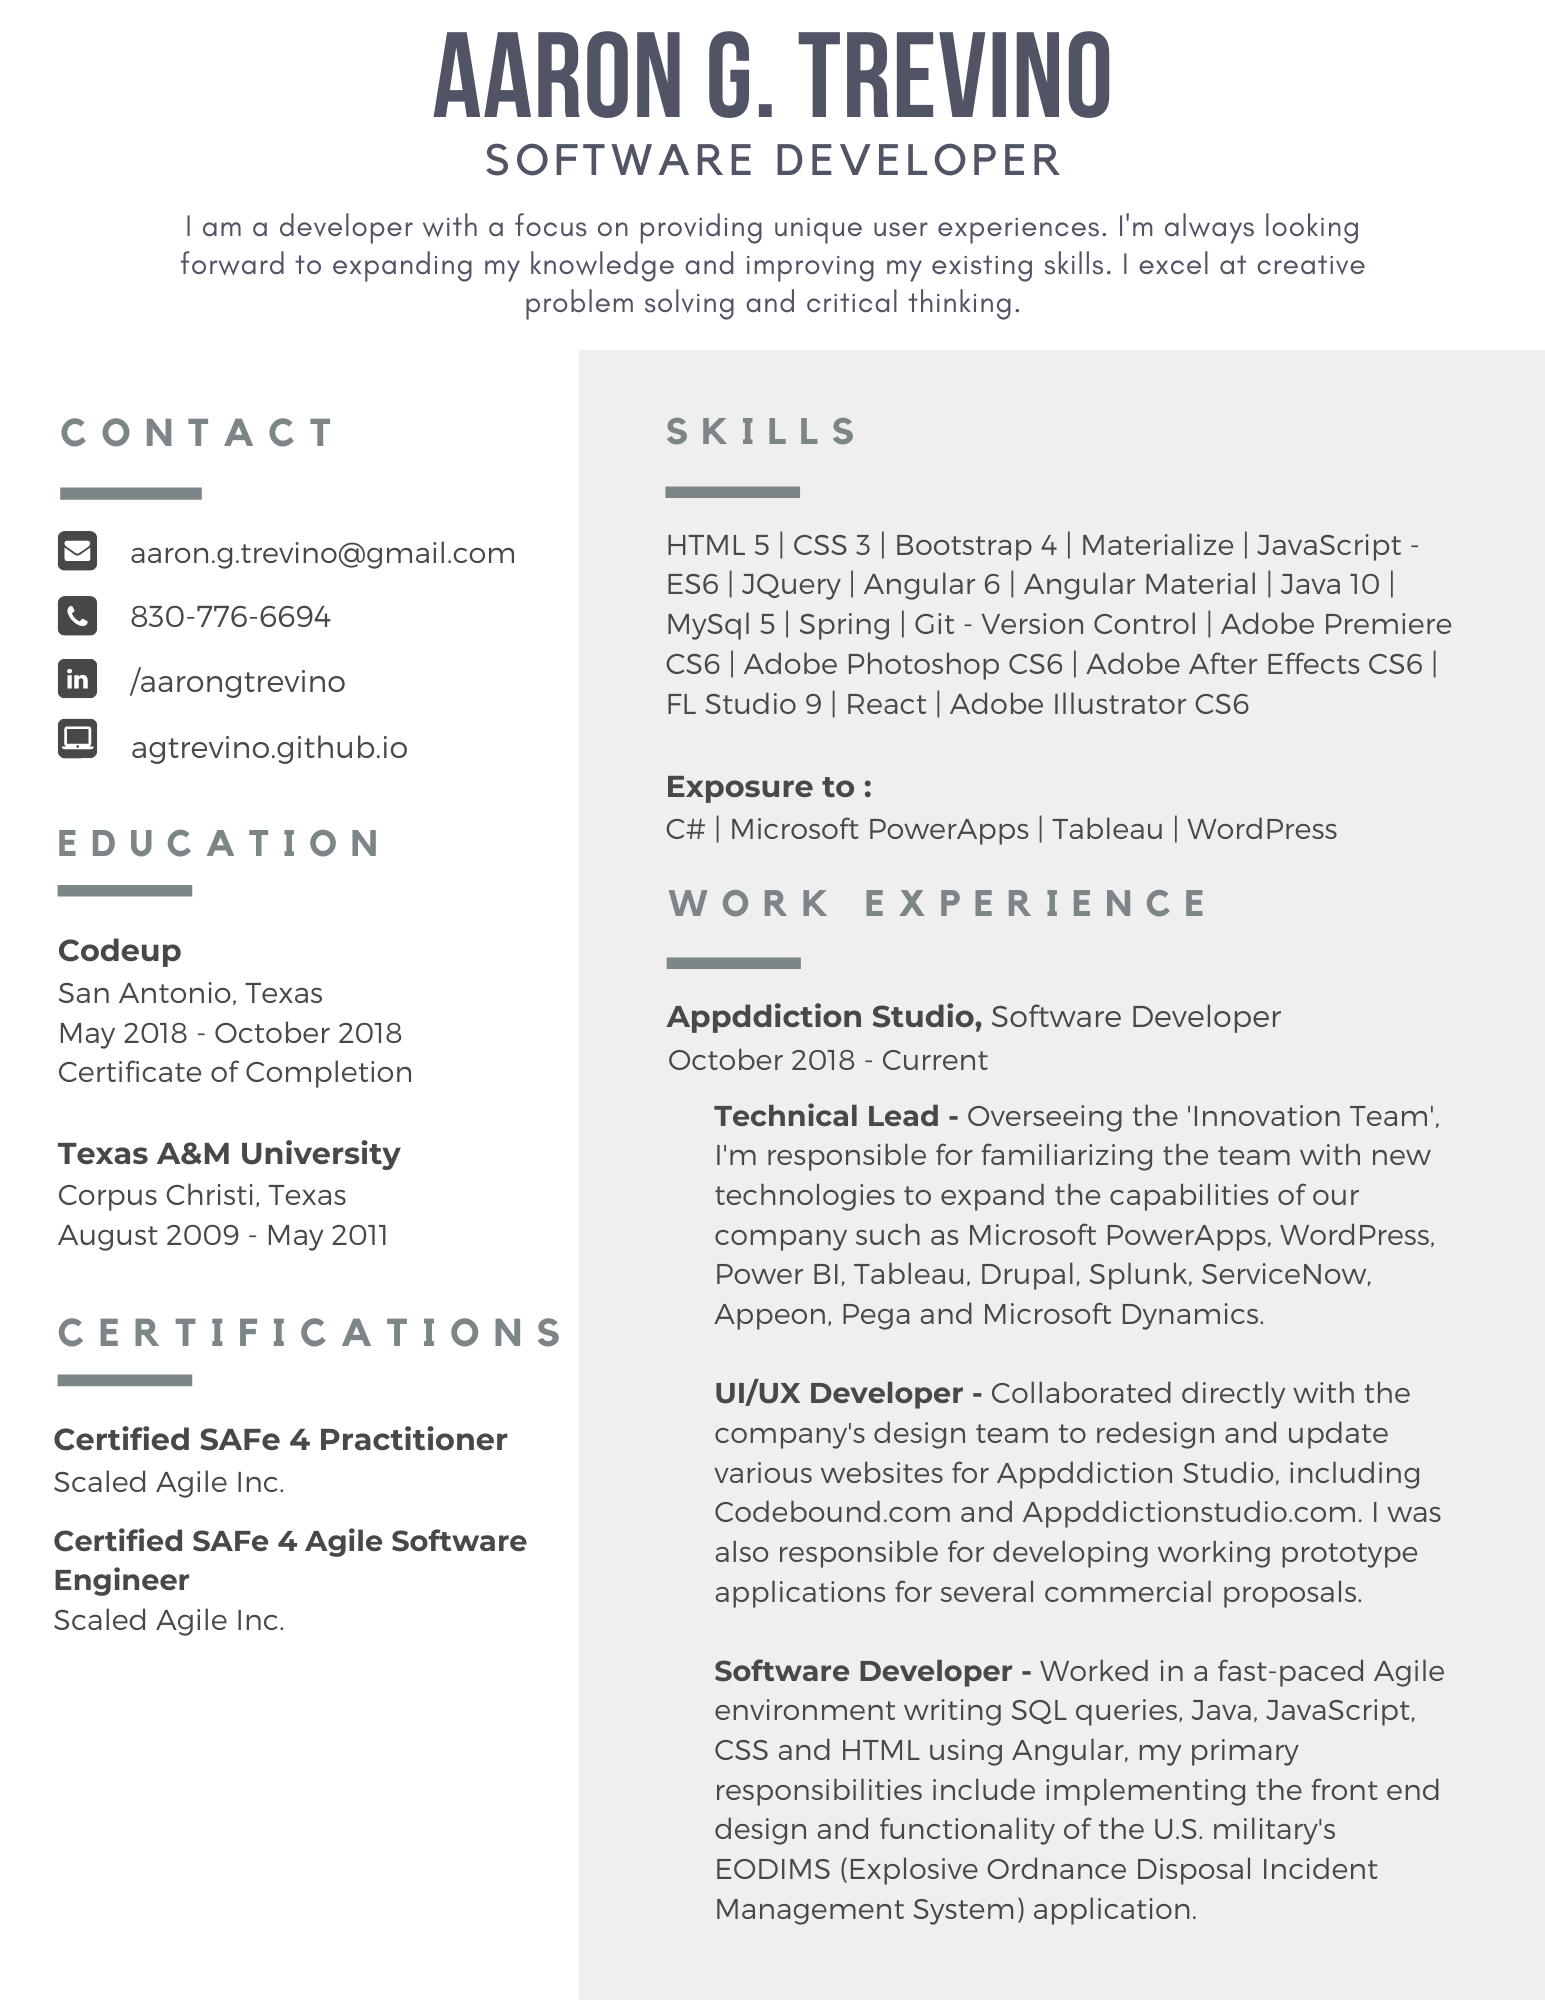 AARON G. TREVINO
SOFTWARE DEVELOPER
I am a developer with a focus on providing unique user experiences. I'm always looking
forward to expanding my knowledge and improving my existing skills. I excel at creative
problem solving and critical thinking.
CONTACT
aaron.g.trevino@gmail.com
830-776-6694
in
/aarongtrevino
agtrevino.github.io
EDUCATION
Codeup
San Antonio, Texas
May 2018 - October 2018
Certificate of Completion
Texas A&M University
Corpus Christi, Texas
August 2009 - May 2011
CERTIFICATIONS
Certified SAFe 4 Practitioner
Scaled Agile Inc.
Certified SAFe 4 Agile Software
Engineer
Scaled Agile Inc.
SKILLS
HTML 5 | CSS 3 | Bootstrap 4 | Materialize | JavaScript -
ES6 | JQuery | Angular 6 | Angular Material | Java 10 |
MySql 5 | Spring | Git - Version Control | Adobe Premiere
CS6 | Adobe Photoshop CS6 | Adobe After Effects CS6 |
FL Studio 9 | React | Adobe Illustrator CS6
Exposure to :
C# | Microsoft PowerApps | Tableau | WordPress
WORK EXPERIENCE
Appddiction Studio, Software Developer
October 2018 - Current
Technical Lead - Overseeing the 'Innovation Team',
I'm responsible for familiarizing the team with new
technologies to expand the capabilities of our
company such as Microsoft PowerApps, WordPress,
Power BI, Tableau, Drupal, Splunk, ServiceNow,
Appeon, Pega and Microsoft Dynamics.
UI/UX Developer - Collaborated directly with the
company's design team to redesign and update
various websites for Appddiction Studio, including
Codebound.com and Appddictionstudio.com. I was
also responsible for developing working prototype
applications for several commercial proposals.
Software Developer - Worked in a fast-paced Agile
environment writing SQL queries, Java, JavaScript,
CSS and HTML using Angular, my primary
responsibilities include implementing the front end
design and functionality of the U.S. military's
EODIMS (Explosive Ordnance Disposal Incident
Management System) application.